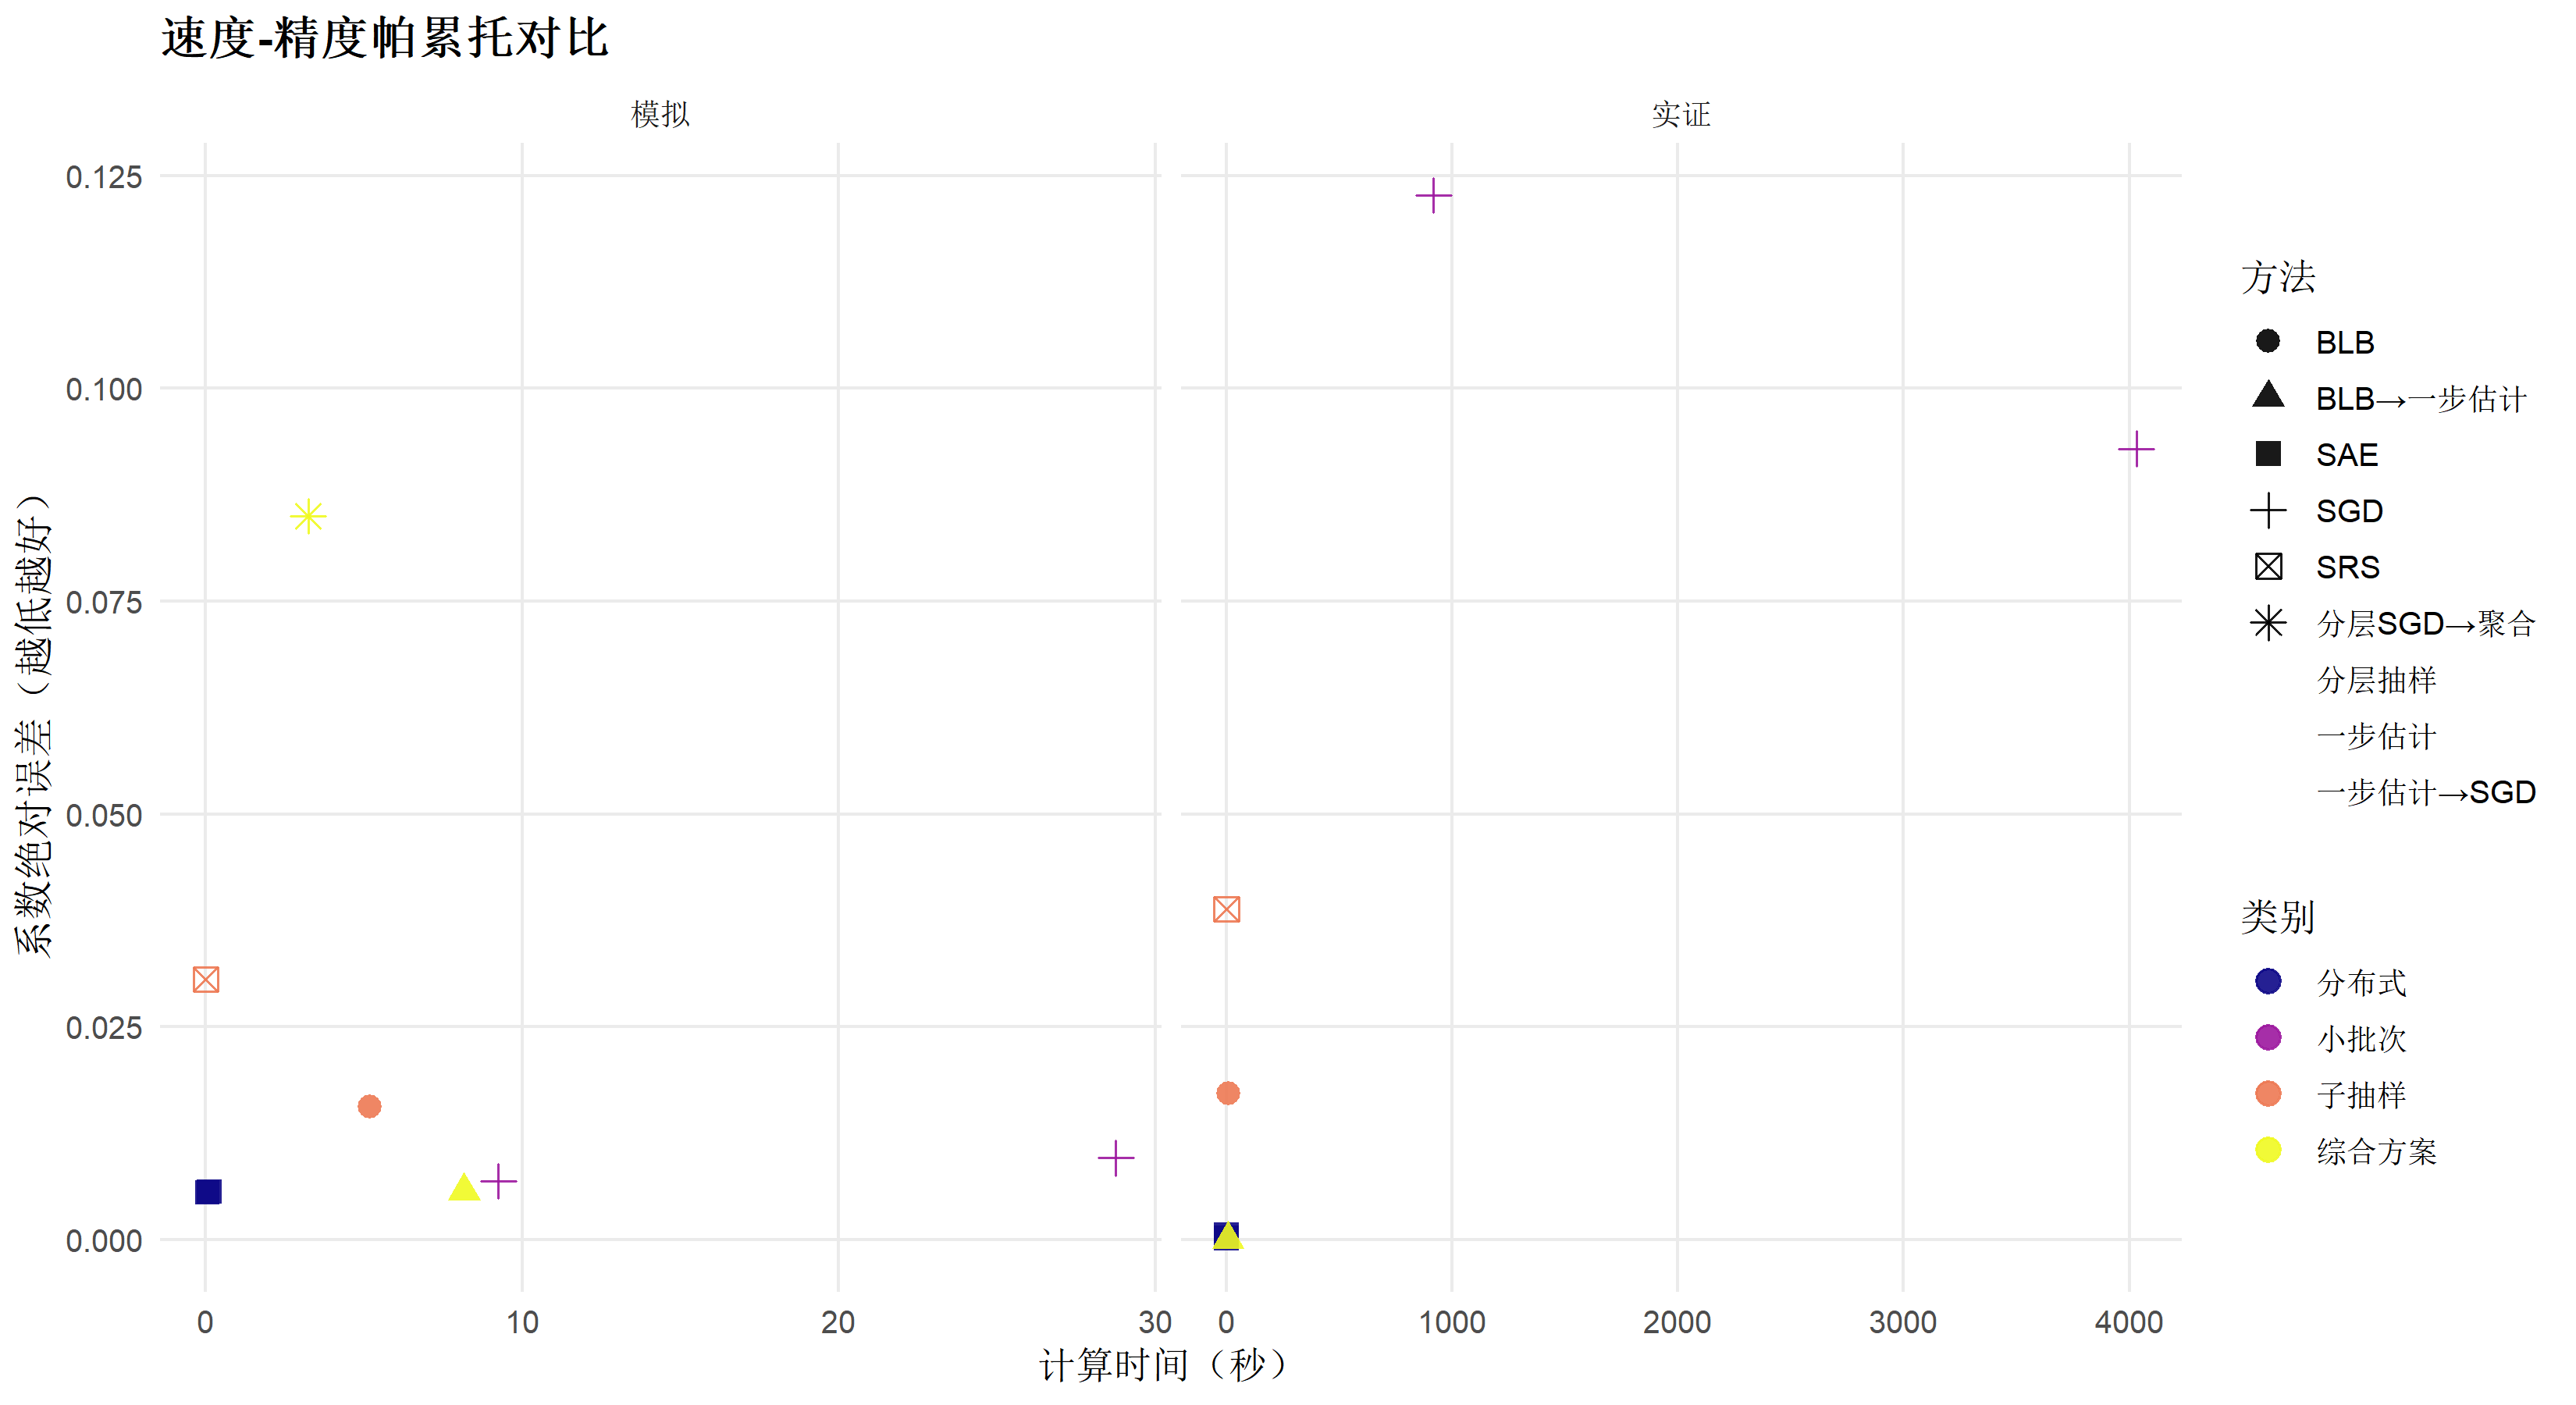 速度-精度帕累托对比
模拟
实证
系数绝对误差（越低越好）
0.125
0.100
0.075
0.050
0.025
0.000
0
10
20
30
0
1000
2000
3000
4000
计算时间（秒）
方法
BLB
BLB→一步估计
SAE
SGD
SRS
分层SGD→聚合
分层抽样
一步估计
一步估计→SGD
类别
分布式
小批次
子抽样
综合方案